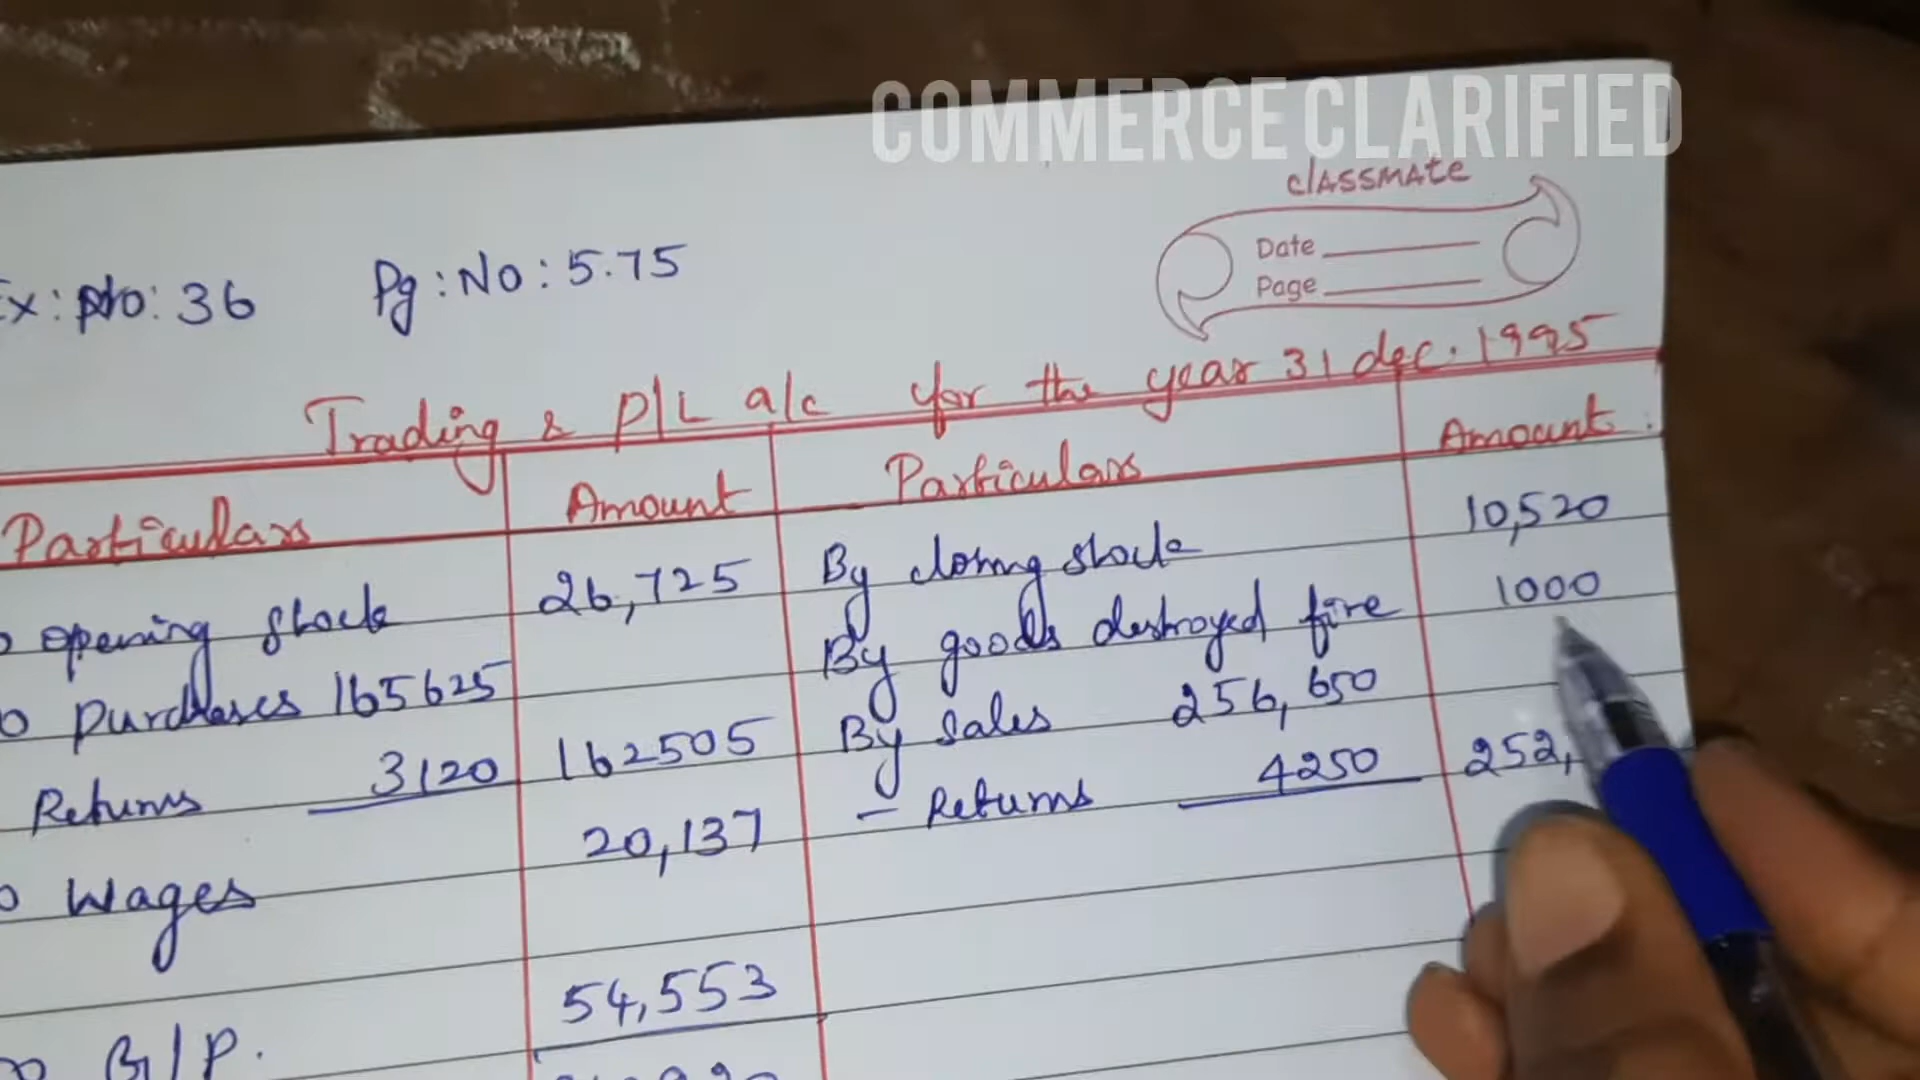 COMMERCE CLARIFIED
classmate
Date
Page
Ex: No: 36 Pg: No: 5.75
Trading & P/L a/c for the year 31 dec. 1995
Particulars Amount Particulars Amount
opening stock 26,725 By closing stock 10,520
Purchases 165625 By goods destroyed fire 1000
Returns 3120 162505 By Sales 256,650
Wages 20,137 - Returns 4250 252,
G/P. 54,553